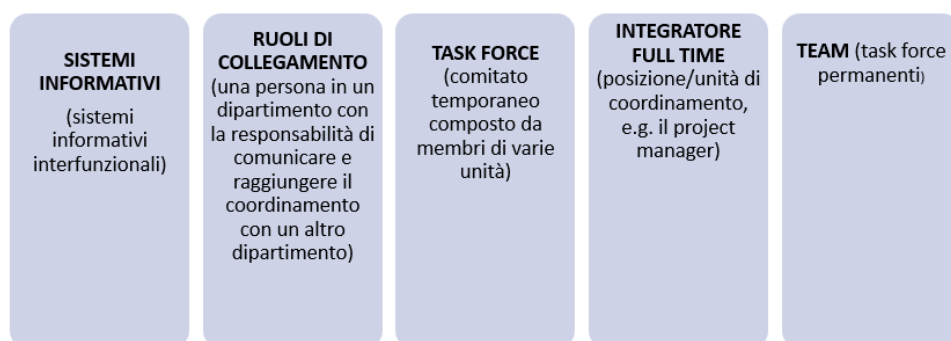 SISTEMI
INFORMATIVI
(sistemi
informativi
interfunzionali)
RUOLI DI
COLLEGAMENTO
(una persona in un
dipartimento con
la responsabilità di
comunicare e
raggiungere il
coordinamento
con un altro
dipartimento)
TASK FORCE
(comitato
temporaneo
composto da
membri di varie
unità)
INTEGRATORE
FULL TIME
(posizione/unità di
coordinamento,
e.g. il project
manager)
TEAM (task force
permanenti)